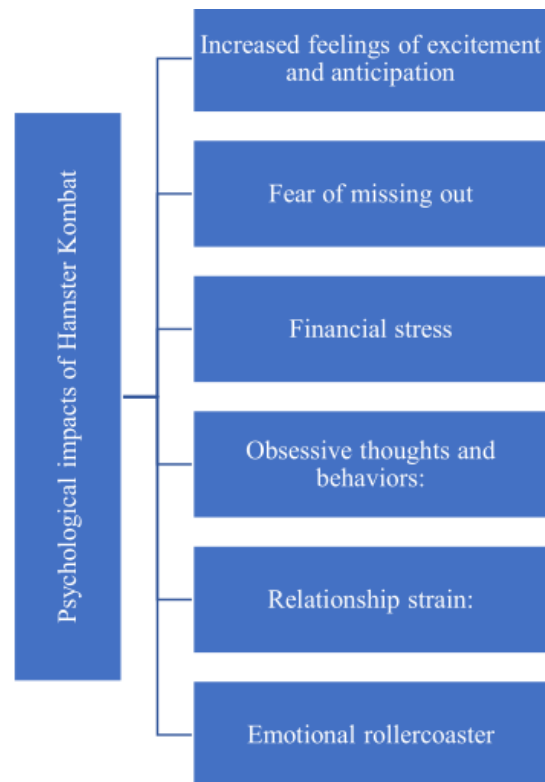 Psychological impacts of Hamster Kombat
Increased feelings of excitement
and anticipation
Fear of missing out
Financial stress
Obsessive thoughts and
behaviors:
Relationship strain:
Emotional rollercoaster